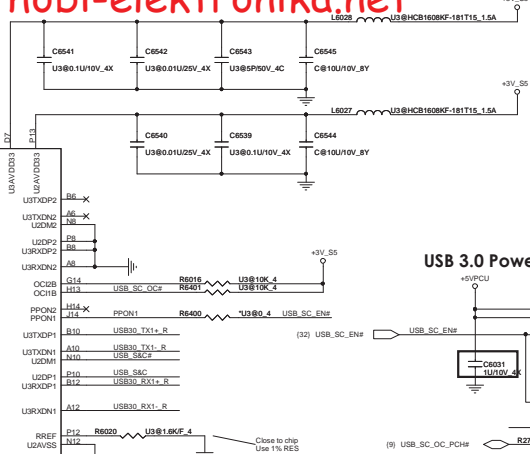 hobi-elektronika.net
L6028 U3@HCB1608KF-181T15_1.5A
C6541 C6542 C6543 C6545
U3@0.1U/10V_4X U3@0.01U/25V_4X U3@5P/50V_4C C@10U/10V_8Y
+3V_S5
L6027 U3@HCB1608KF-181T15_1.5A
D7 P13
C6540 C6539 C6544
U3@0.01U/25V_4X U3@0.1U/10V_4X C@10U/10V_8Y
U3AVDD33 U2AVDD33
U3TXDP2 B6
U3TXDN2 A6
U2DM2 N8
U2DP2 P8
U3RXDP2 B8
U3RXDN2 A8
+3V_S5
USB 3.0 Powe
+5VPCU
OCI2B G14 R6016 U3@10K_4
OCI1B H13 USB_SC_OC# R6401 U3@10K_4
PPON2 H14
PPON1 J14 PPON1 R6400 *U3@0_4 USB_SC_EN#
(32) USB_SC_EN# USB_SC_EN#
U3TXDP1 B10 USB30_TX1+_R
U3TXDN1 A10 USB30_TX1-_R
U2DM1 N10 USB_S&C#
C6031
1U/10V_4X
U2DP1 P10 USB_S&C
U3RXDP1 B12 USB30_RX1+_R
U3RXDN1 A12 USB30_RX1-_R
RREF P12 R6020 U3@1.6K/F_4
U2AVSS N12
Close to chip
Use 1% RES
(9) USB_SC_OC_PCH# R27